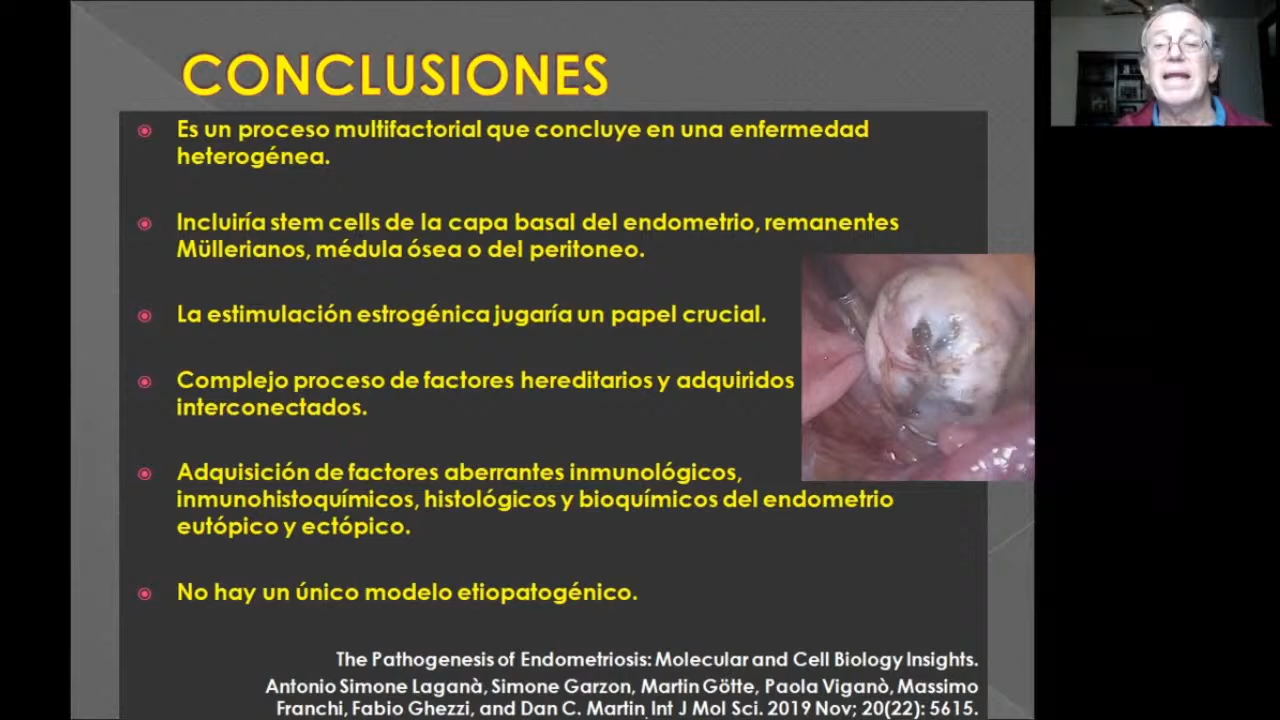 CONCLUSIONES
Es un proceso multifactorial que concluye en una enfermedad
heterogénea.
Incluiría stem cells de la capa basal del endometrio, remanentes
Müllerianos, médula ósea o del peritoneo.
La estimulación estrogénica jugaría un papel crucial.
Complejo proceso de factores hereditarios y adquiridos
interconectados.
Adquisición de factores aberrantes inmunológicos,
inmunohistoquímicos, histológicos y bioquímicos del endometrio
eutópico y ectópico.
No hay un único modelo etiopatogénico.
The Pathogenesis of Endometriosis: Molecular and Cell Biology Insights.
Antonio Simone Laganà, Simone Garzon, Martin Götte, Paola Viganò, Massimo
Franchi, Fabio Ghezzi, and Dan C. Martin, Int J Mol Sci. 2019 Nov; 20(22): 5615.